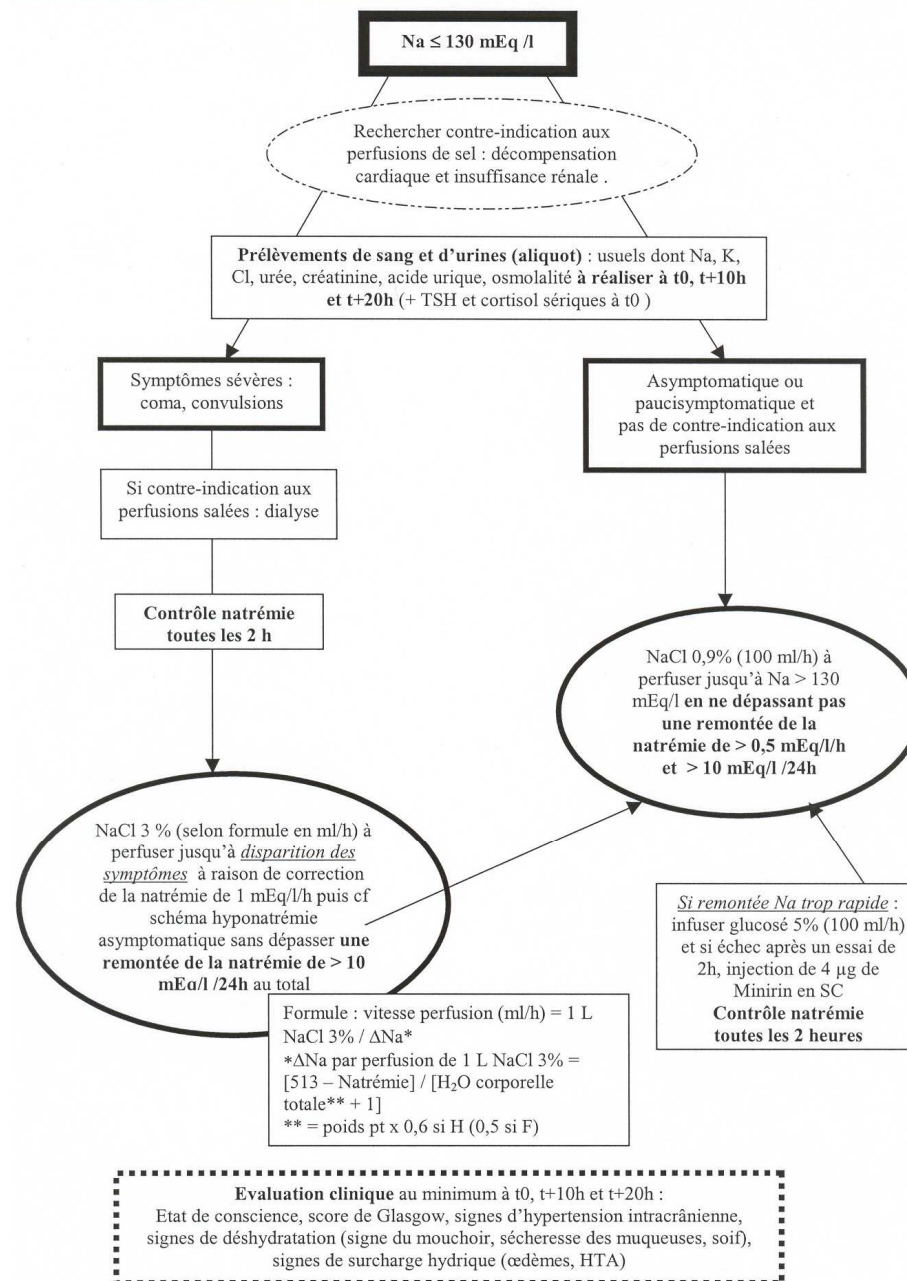 Na ≤ 130 mEq /l
Rechercher contre-indication aux
perfusions de sel : décompensation
cardiaque et insuffisance rénale .
Prélèvements de sang et d’urines (aliquot) : usuels dont Na, K,
Cl, urée, créatinine, acide urique, osmolalité à réaliser à t0, t+10h
et t+20h (+ TSH et cortisol sériques à t0 )
Symptômes sévères :
coma, convulsions
Asymptomatique ou
paucisymptomatique et
pas de contre-indication aux
perfusions salées
Si contre-indication aux
perfusions salées : dialyse
Contrôle natrémie
toutes les 2 h
NaCl 0,9% (100 ml/h) à
perfuser jusqu’à Na > 130
mEq/l en ne dépassant pas
une remontée de la
natrémie de > 0,5 mEq/l/h
et > 10 mEq/l /24h
NaCl 3 % (selon formule en ml/h) à
perfuser jusqu’à disparition des
symptômes à raison de correction
de la natrémie de 1 mEq/l/h puis cf
schéma hyponatrémie
asymptomatique sans dépasser une
remontée de la natrémie de > 10
mEq/l /24h au total
Si remontée Na trop rapide :
infuser glucosé 5% (100 ml/h)
et si échec après un essai de
2h, injection de 4 µg de
Minirin en SC
Contrôle natrémie
toutes les 2 heures
Formule : vitesse perfusion (ml/h) = 1 L
NaCl 3% / ΔNa*
*ΔNa par perfusion de 1 L NaCl 3% =
[513 – Natrémie] / [H₂O corporelle
totale** + 1]
** = poids pt x 0,6 si H (0,5 si F)
Evaluation clinique au minimum à t0, t+10h et t+20h :
Etat de conscience, score de Glasgow, signes d’hypertension intracrânienne,
signes de déshydratation (signe du mouchoir, sécheresse des muqueuses, soif),
signes de surcharge hydrique (œdèmes, HTA)